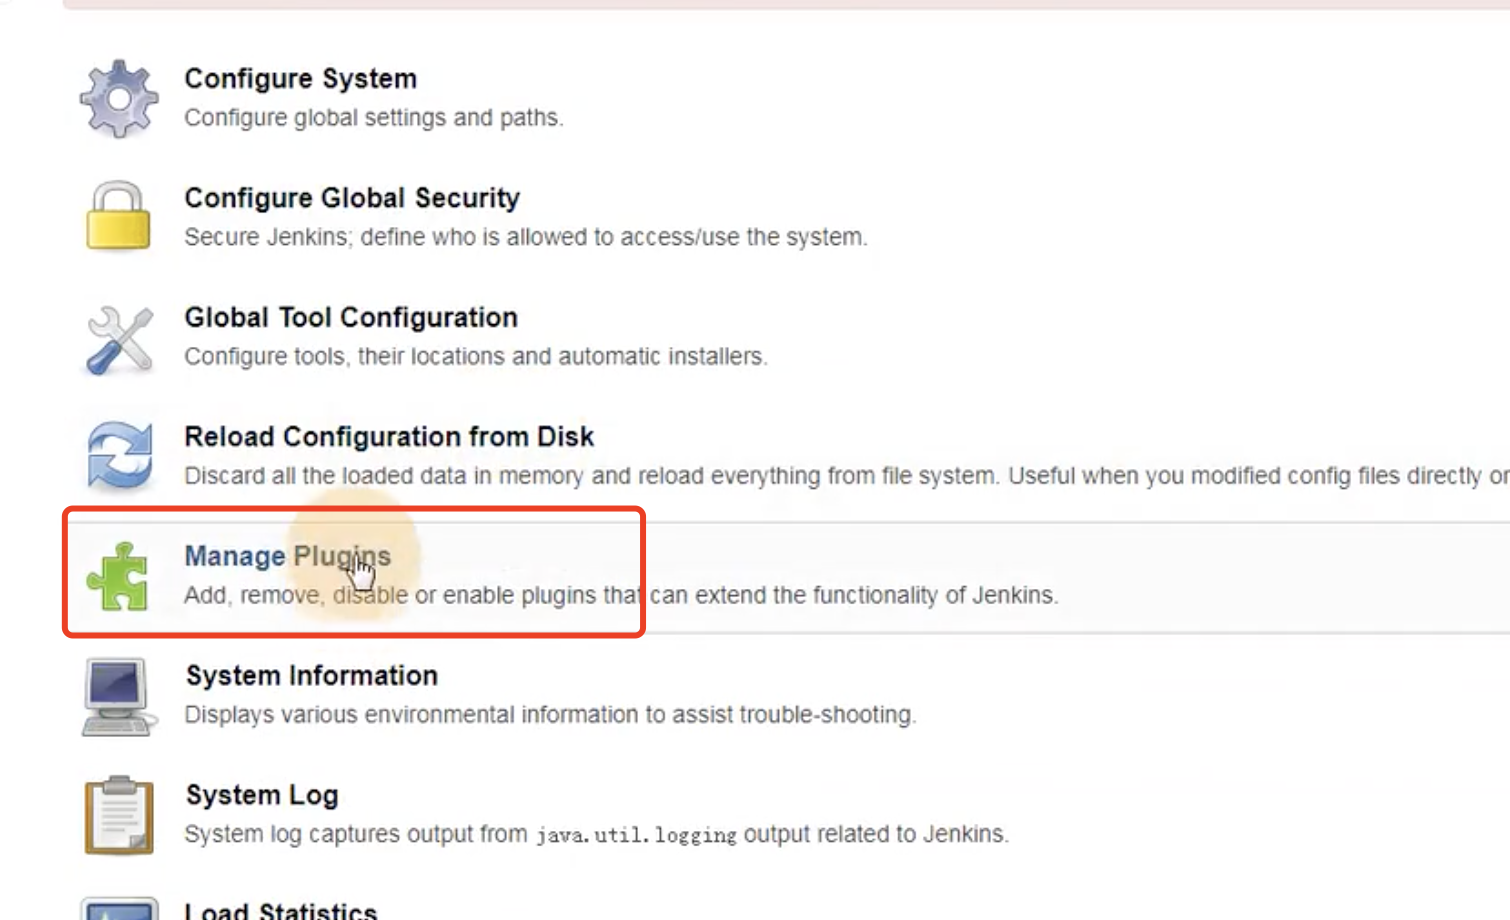 Configure System
Configure global settings and paths.
Configure Global Security
Secure Jenkins; define who is allowed to access/use the system.
Global Tool Configuration
Configure tools, their locations and automatic installers.
Reload Configuration from Disk
Discard all the loaded data in memory and reload everything from file system. Useful when you modified config files directly or
Manage Plugins
Add, remove, disable or enable plugins that can extend the functionality of Jenkins.
System Information
Displays various environmental information to assist trouble-shooting.
System Log
System log captures output from java.util.logging output related to Jenkins.
Load Statistics